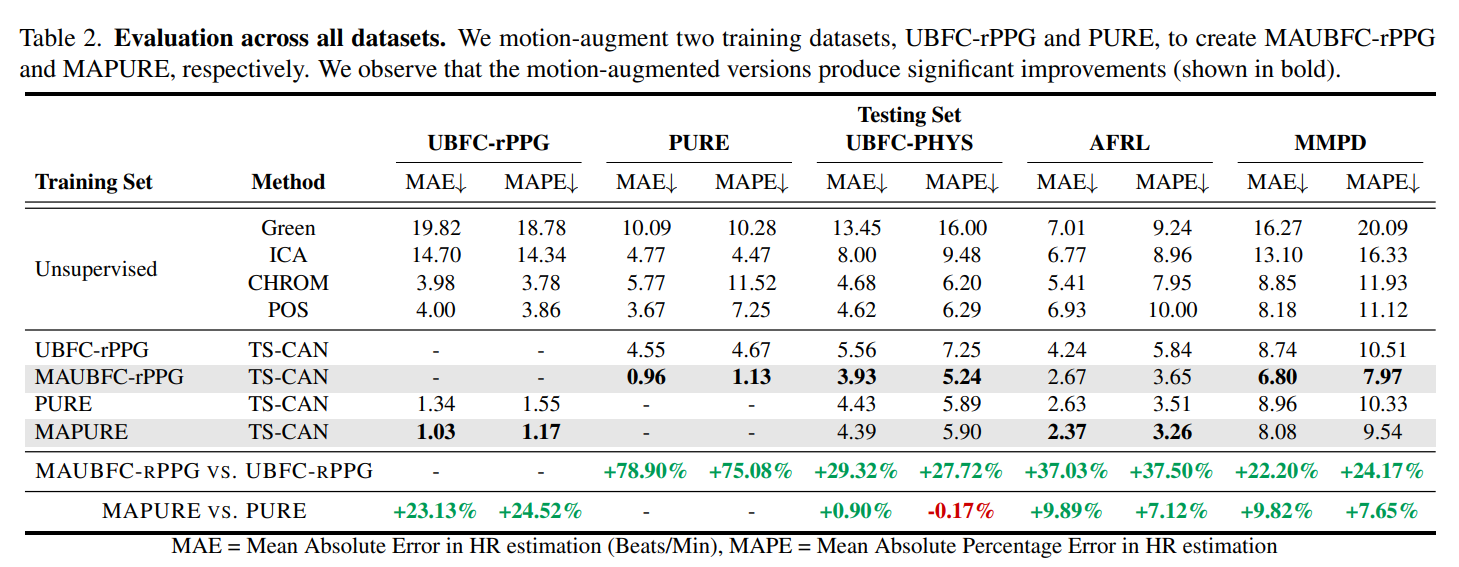 Table 2. Evaluation across all datasets. We motion-augment two training datasets, UBFC-rPPG and PURE, to create MAUBFC-rPPG
and MAPURE, respectively. We observe that the motion-augmented versions produce significant improvements (shown in bold).
Testing Set
UBFC-rPPG PURE UBFC-PHYS AFRL MMPD
Training Set Method MAE↓ MAPE↓ MAE↓ MAPE↓ MAE↓ MAPE↓ MAE↓ MAPE↓ MAE↓ MAPE↓
Unsupervised
Green 19.82 18.78 10.09 10.28 13.45 16.00 7.01 9.24 16.27 20.09
ICA 14.70 14.34 4.77 4.47 8.00 9.48 6.77 8.96 13.10 16.33
CHROM 3.98 3.78 5.77 11.52 4.68 6.20 5.41 7.95 8.85 11.93
POS 4.00 3.86 3.67 7.25 4.62 6.29 6.93 10.00 8.18 11.12
UBFC-rPPG TS-CAN - - 4.55 4.67 5.56 7.25 4.24 5.84 8.74 10.51
MAUBFC-rPPG TS-CAN - - 0.96 1.13 3.93 5.24 2.67 3.65 6.80 7.97
PURE TS-CAN 1.34 1.55 - - 4.43 5.89 2.63 3.51 8.96 10.33
MAPURE TS-CAN 1.03 1.17 - - 4.39 5.90 2.37 3.26 8.08 9.54
MAUBFC-RPPG VS. UBFC-RPPG - - +78.90% +75.08% +29.32% +27.72% +37.03% +37.50% +22.20% +24.17%
MAPURE VS. PURE +23.13% +24.52% - - +0.90% -0.17% +9.89% +7.12% +9.82% +7.65%
MAE = Mean Absolute Error in HR estimation (Beats/Min), MAPE = Mean Absolute Percentage Error in HR estimation